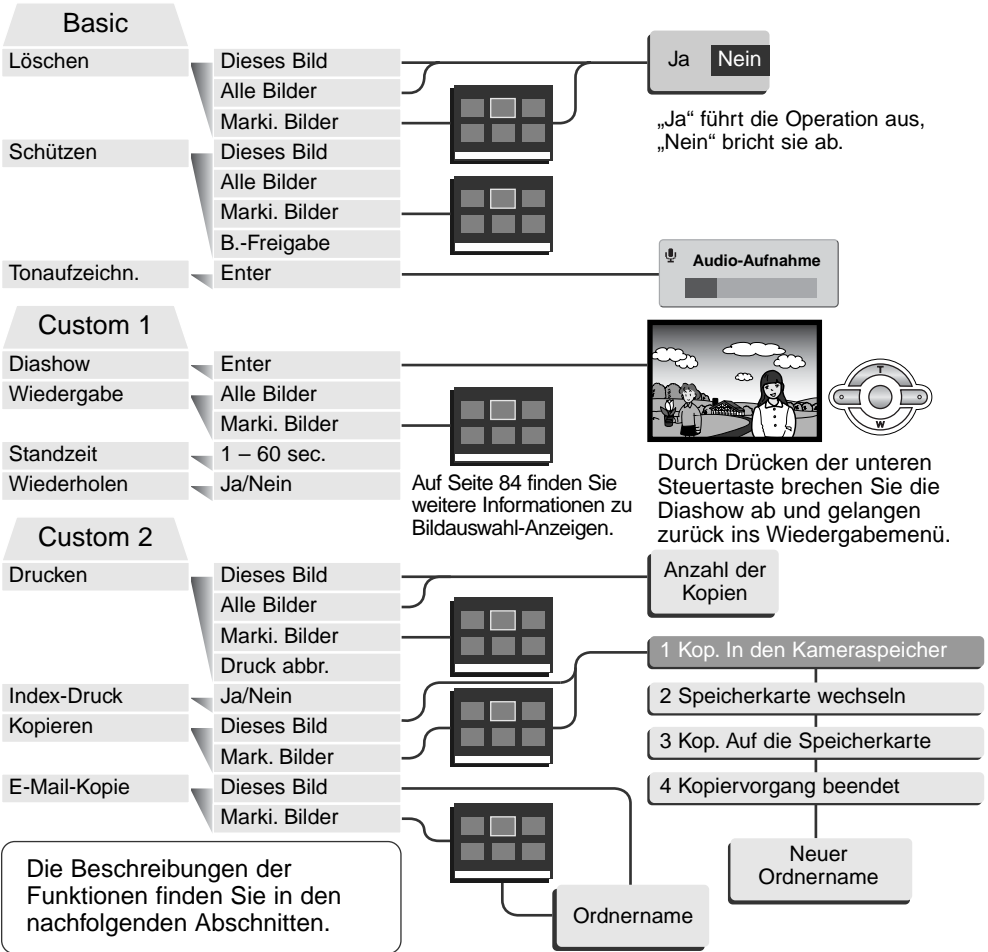 Basic
Löschen
Dieses Bild
Alle Bilder
Marki. Bilder
Ja Nein
„Ja“ führt die Operation aus,
„Nein“ bricht sie ab.
Schützen
Dieses Bild
Alle Bilder
Marki. Bilder
B.-Freigabe
Tonaufzeichn.
Enter
Audio-Aufnahme
Custom 1
Diashow
Enter
T
W
Durch Drücken der unteren
Steuertaste brechen Sie die
Diashow ab und gelangen
zurück ins Wiedergabemenü.
Wiedergabe
Alle Bilder
Marki. Bilder
Auf Seite 84 finden Sie
weitere Informationen zu
Bildauswahl-Anzeigen.
Standzeit
1 – 60 sec.
Wiederholen
Ja/Nein
Custom 2
Drucken
Dieses Bild
Alle Bilder
Marki. Bilder
Druck abbr.
Anzahl der
Kopien
Index-Druck
Ja/Nein
Kopieren
Dieses Bild
Mark. Bilder
1 Kop. In den Kameraspeicher
2 Speicherkarte wechseln
3 Kop. Auf die Speicherkarte
4 Kopiervorgang beendet
Neuer
Ordnername
E-Mail-Kopie
Dieses Bild
Marki. Bilder
Ordnername
Die Beschreibungen der
Funktionen finden Sie in den
nachfolgenden Abschnitten.